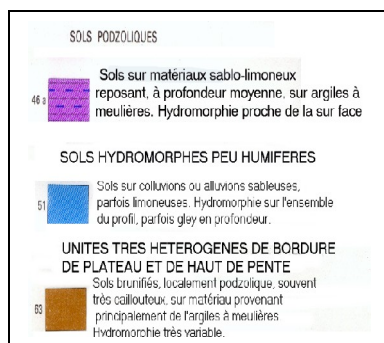 SOLS PODZOLIQUES
46 a
Sols sur matériaux sablo-limoneux
reposant, à profondeur moyenne, sur argiles à
meulières. Hydromorphie proche de la sur face
SOLS HYDROMORPHES PEU HUMIFERES
51
Sols sur colluvions ou alluvions sableuses,
parfois limoneuses. Hydromorphie sur l'ensemble
du profil, parfois gley en profondeur.
UNITES TRES HETEROGENES DE BORDURE
DE PLATEAU ET DE HAUT DE PENTE
63
Sols brunifiés, localement podzolique, souvent
très caillouteux, sur matériau provenant
principalement de l'argiles à meulières
Hydromorphie très variable.